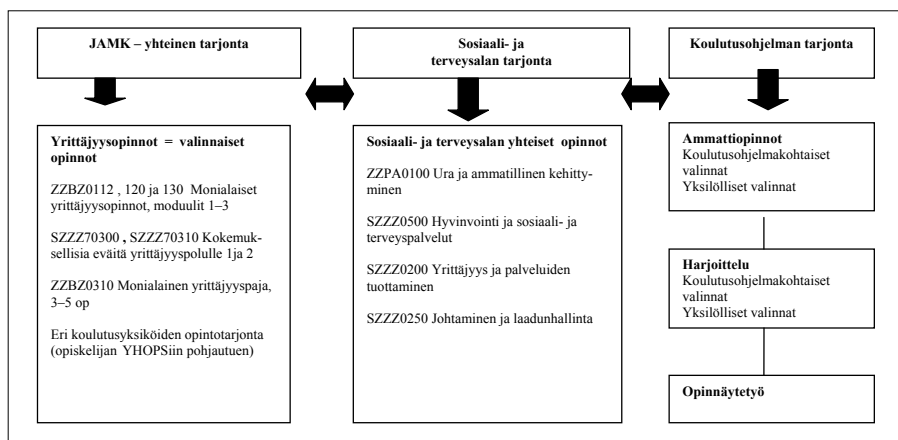 JAMK – yhteinen tarjonta
Yrittäjyysopinnot = valinnaiset
opinnot
ZZBZ0112 , 120 ja 130 Monialaiset
yrittäjyysopinnot, moduulit 1–3
SZZZ70300 , SZZZ70310 Kokemuk-
sellisia eväitä yrittäjyyspolulle 1ja 2
ZZBZ0310 Monialainen yrittäjyyspaja,
3–5 op
Eri koulutusyksiköiden opintotarjonta
(opiskelijan YHOPSiin pohjautuen)
Sosiaali- ja
terveysalan tarjonta
Sosiaali- ja terveysalan yhteiset opinnot
ZZPA0100 Ura ja ammatillinen kehitty-
minen
SZZZ0500 Hyvinvointi ja sosiaali- ja
terveyspalvelut
SZZZ0200 Yrittäjyys ja palveluiden
tuottaminen
SZZZ0250 Johtaminen ja laadunhallinta
Koulutusohjelman tarjonta
Ammattiopinnot
Koulutusohjelmakohtaiset
valinnat
Yksilölliset valinnat
Harjoittelu
Koulutusohjelmakohtaiset
valinnat
Yksilölliset valinnat
Opinnäytetyö